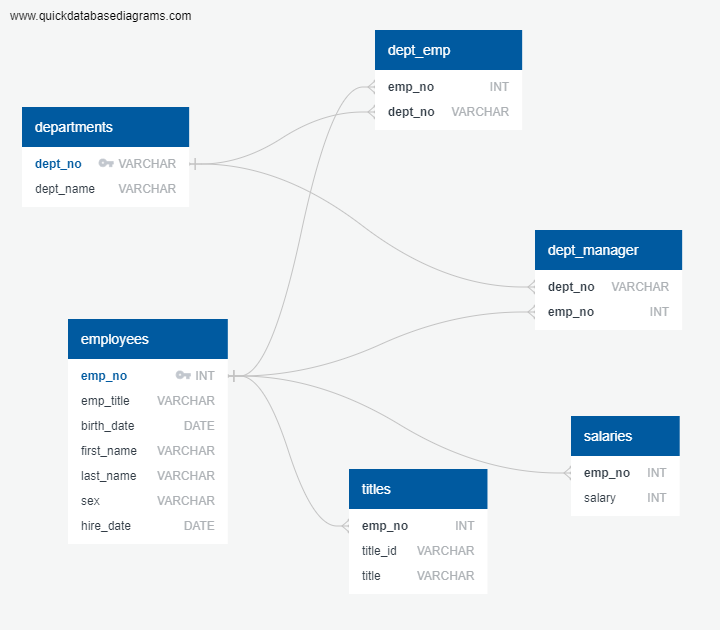 www.quickdatabasediagrams.com
dept_emp
emp_no INT
dept_no VARCHAR
departments
dept_no VARCHAR
dept_name VARCHAR
dept_manager
dept_no VARCHAR
emp_no INT
employees
emp_no INT
emp_title VARCHAR
birth_date DATE
first_name VARCHAR
last_name VARCHAR
sex VARCHAR
hire_date DATE
salaries
emp_no INT
salary INT
titles
emp_no INT
title_id VARCHAR
title VARCHAR